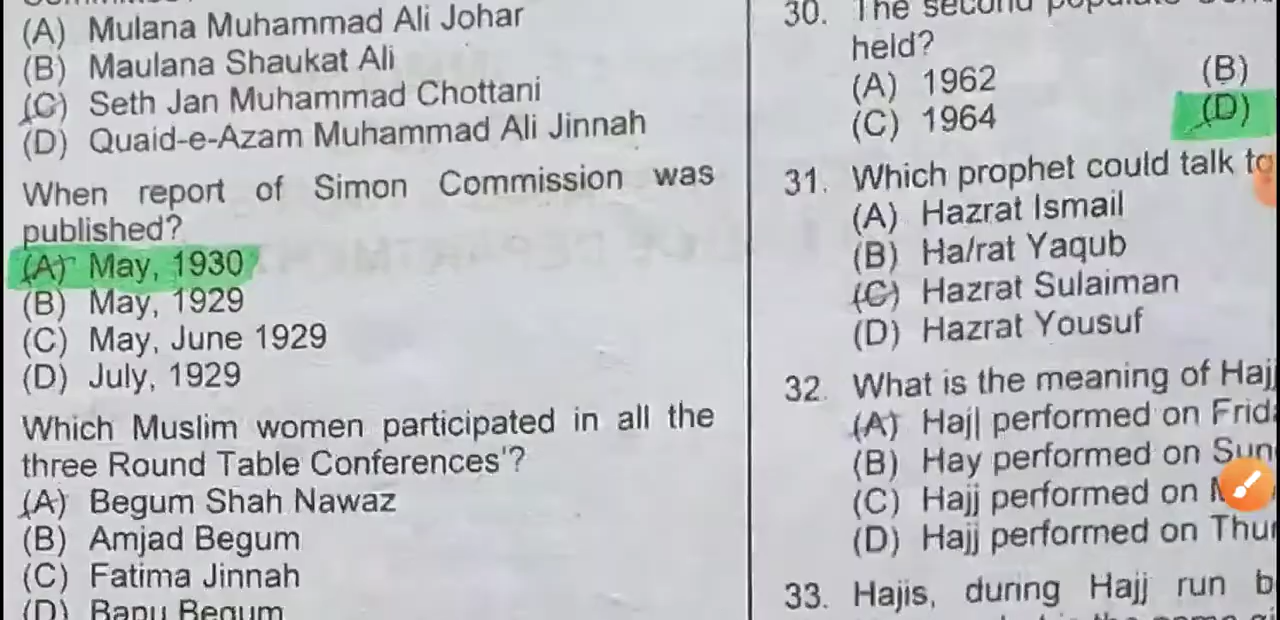 (A) Mulana Muhammad Ali Johar
(B) Maulana Shaukat Ali
(C) Seth Jan Muhammad Chottani
(D) Quaid-e-Azam Muhammad Ali Jinnah
When report of Simon Commission was
published?
(A) May, 1930
(B) May, 1929
(C) May, June 1929
(D) July, 1929
Which Muslim women participated in all the
three Round Table Conferences'?
(A) Begum Shah Nawaz
(B) Amjad Begum
(C) Fatima Jinnah
(D) Banu Begum
30. The second
held?
(A) 1962 (B)
(C) 1964 (D)
31. Which prophet could talk to
(A) Hazrat Ismail
(B) Ha/rat Yaqub
(C) Hazrat Sulaiman
(D) Hazrat Yousuf
32. What is the meaning of Hajj
(A) Haj| performed on
(B) Hay performed on
(C) Hajj performed on
(D) Hajj performed on
33. Hajis, during Hajj run